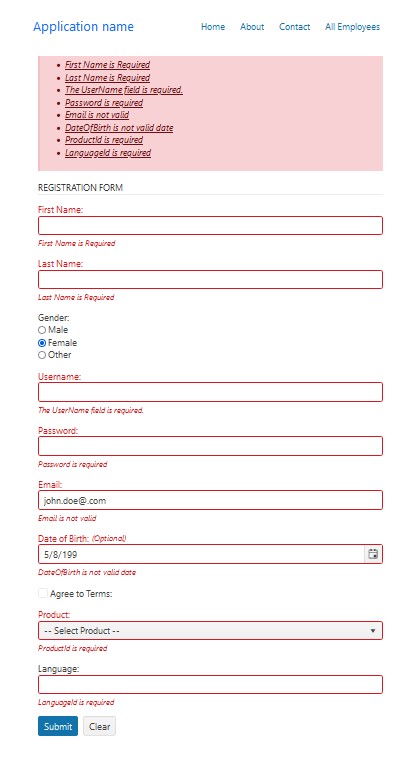 Application name Home About Contact All Employees
First Name is Required
Last Name is Required
The UserName field is required.
Password is required
Email is not valid
DateOfBirth is not valid date
ProductId is required
LanguageId is required
REGISTRATION FORM
First Name:
First Name is Required
Last Name:
Last Name is Required
Gender:
Male
Female
Other
Username:
The UserName field is required.
Password:
Password is required
Email:
john.doe@.com
Email is not valid
Date of Birth: (Optional)
5/8/199
DateOfBirth is not valid date
Agree to Terms:
Product:
-- Select Product --
ProductId is required
Language:
LanguageId is required
Submit Clear